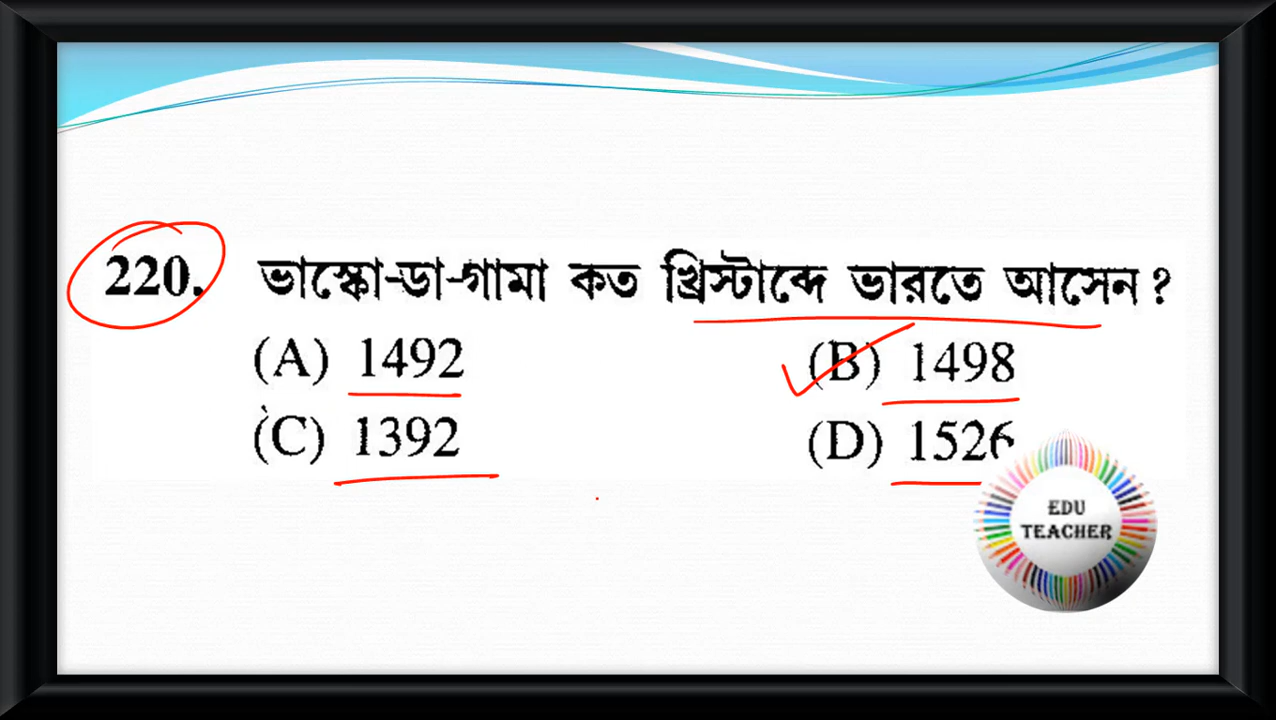 220. ভাস্কো-ডা-গামা কত খ্রিস্টাব্দে ভারতে আসেন ?
(A) 1492 (B) 1498
(C) 1392 (D) 1526
EDU
TEACHER